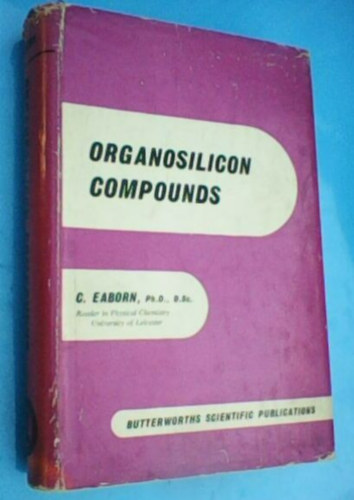 ORGANOSILICON
COMPOUNDS
C. EABORN, Ph.D., D.Sc.
Reader in Physical Chemistry
University of Leicester
BUTTERWORTHS SCIENTIFIC PUBLICATIONS